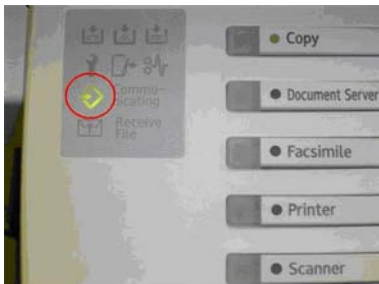 Copy
Commu-
nicating
Document Server
Receive
File
Facsimile
Printer
Scanner